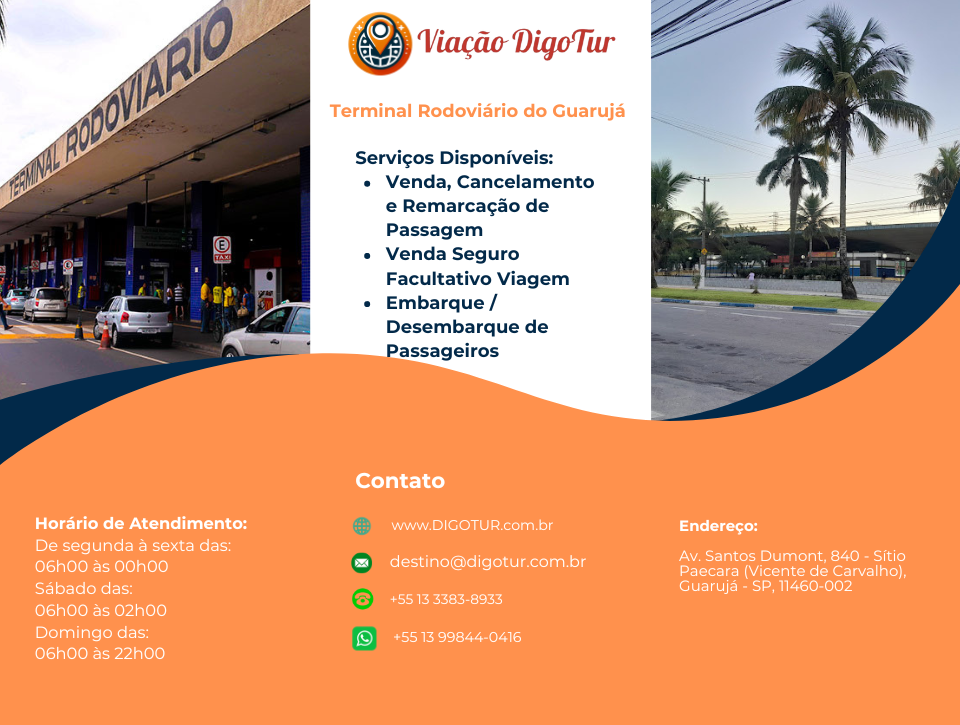 TERMINAL RODOVIARIO
E
TAXI
Viação DigoTur
Terminal Rodoviário do Guarujá
Serviços Disponíveis:
• Venda, Cancelamento
e Remarcação de
Passagem
• Venda Seguro
Facultativo Viagem
• Embarque /
Desembarque de
Passageiros
Horário de Atendimento:
De segunda à sexta das:
06h00 às 00h00
Sábado das:
06h00 às 02h00
Domingo das:
06h00 às 22h00
Contato
www.DIGOTUR.com.br
destino@digotur.com.br
+55 13 3383-8933
+55 13 99844-0416
Endereço:
Av. Santos Dumont, 840 - Sítio
Paecara (Vicente de Carvalho),
Guarujá - SP, 11460-002